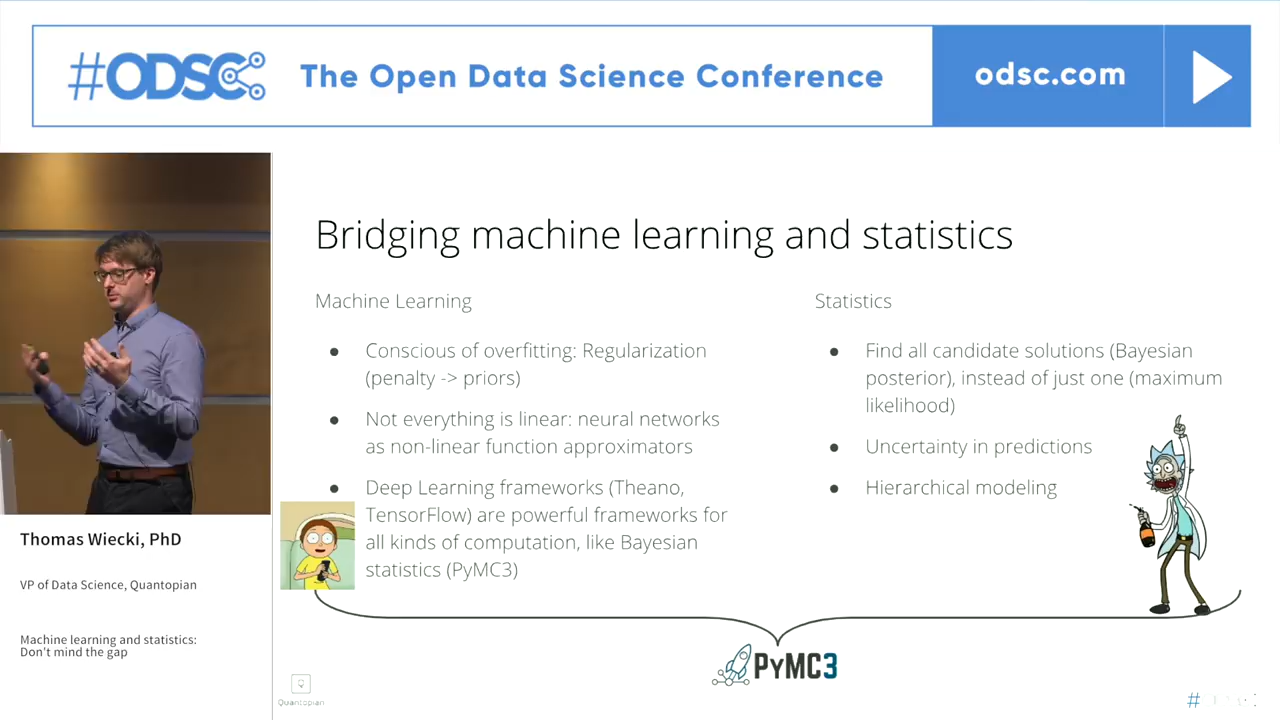 #ODSC
The Open Data Science Conference
odsc.com
Bridging machine learning and statistics
Machine Learning
● Conscious of overfitting: Regularization
(penalty -> priors)
● Not everything is linear: neural networks
as non-linear function approximators
● Deep Learning frameworks (Theano,
TensorFlow) are powerful frameworks for
all kinds of computation, like Bayesian
statistics (PyMC3)
Statistics
● Find all candidate solutions (Bayesian
posterior), instead of just one (maximum
likelihood)
● Uncertainty in predictions
● Hierarchical modeling
PyMC3
Thomas Wiecki, PhD
VP of Data Science, Quantopian
Machine learning and statistics:
Don't mind the gap
Q
Quantopian
#